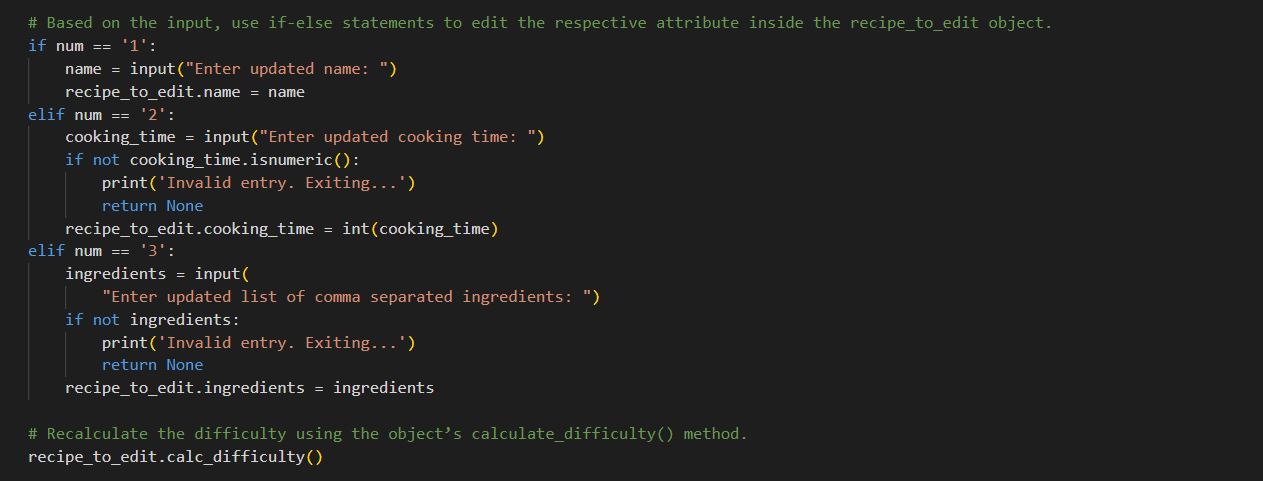 # Based on the input, use if-else statements to edit the respective attribute inside the recipe_to_edit object.
if num == '1':
    name = input("Enter updated name: ")
    recipe_to_edit.name = name
elif num == '2':
    cooking_time = input("Enter updated cooking time: ")
    if not cooking_time.isnumeric():
        print('Invalid entry. Exiting...')
        return None
    recipe_to_edit.cooking_time = int(cooking_time)
elif num == '3':
    ingredients = input(
        "Enter updated list of comma separated ingredients: ")
    if not ingredients:
        print('Invalid entry. Exiting...')
        return None
    recipe_to_edit.ingredients = ingredients

# Recalculate the difficulty using the object’s calculate_difficulty() method.
recipe_to_edit.calc_difficulty()